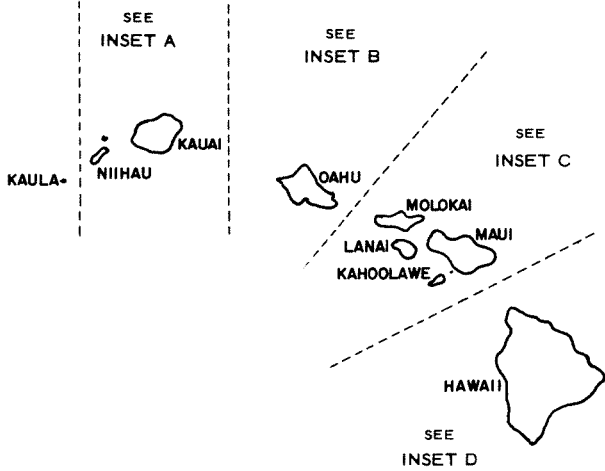 SEE
INSET A
SEE
INSET B
SEE
INSET C
KAUAI
NIIHAU
KAULA
OAHU
MOLOKAI
LANAI
MAUI
KAHOOLAWE
HAWAII
SEE
INSET D